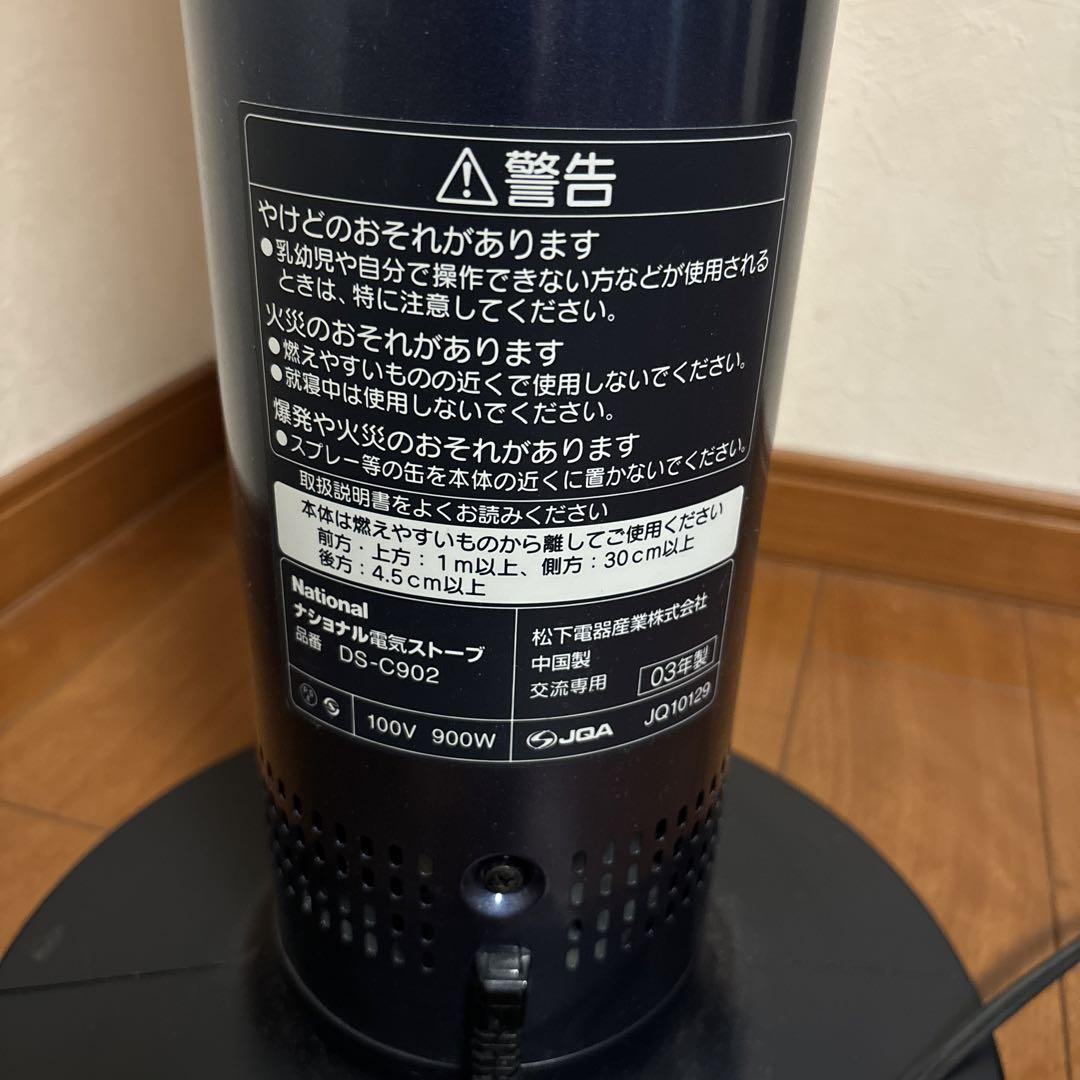 警告
やけどのおそれがあります
●乳幼児や自分で操作できない方などが使用される
ときは、特に注意してください。
火災のおそれがあります
●燃えやすいものの近くで使用しないでください。
●就寝中は使用しないでください。
爆発や火災のおそれがあります
●スプレー等の缶を本体の近くに置かないでください。
取扱説明書をよくお読みください
本体は燃えやすいものから離してご使用ください
前方・上方：1m以上、側方：30cm以上
後方：4.5cm以上
National
ナショナル電気ストーブ
品番 DS-C902
100V 900W
松下電器産業株式会社
中国製
交流専用 03年製
JQA JQ10129